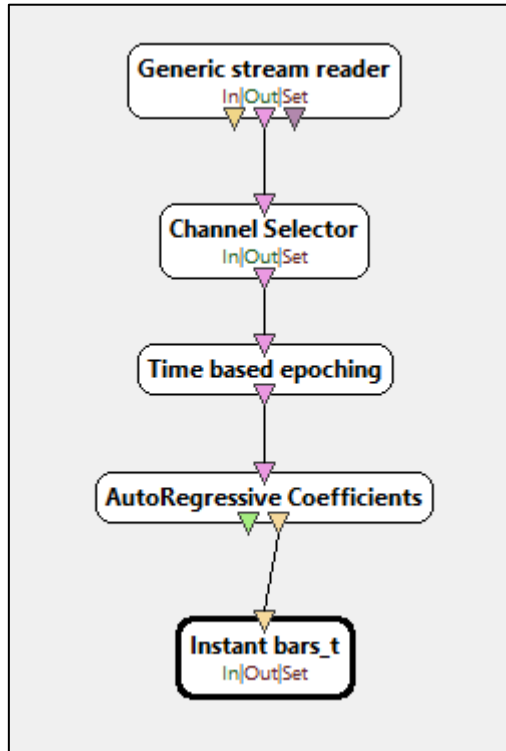 Generic stream reader
In|Out|Set
Channel Selector
In|Out|Set
Time based epoching
AutoRegressive Coefficients
Instant bars_t
In|Out|Set